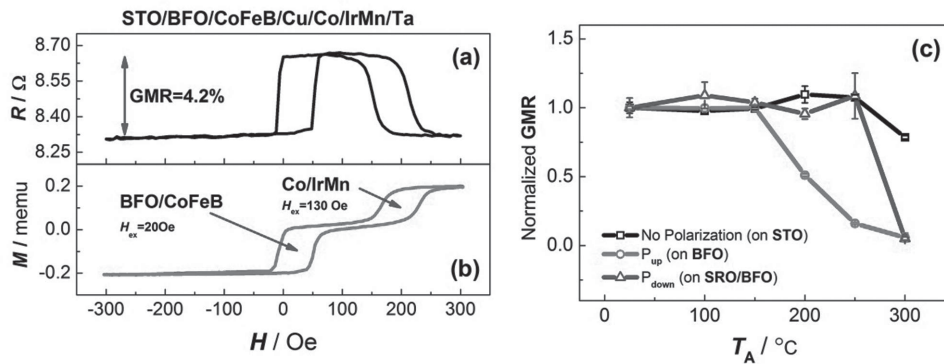 STO/BFO/CoFeB/Cu/Co/IrMn/Ta
8.70
8.55
8.40
8.25
R / Ω
GMR=4.2%
(a)
0.2
0.0
-0.2
M / memu
BFO/CoFeB
Hex=20Oe
Co/IrMn
Hex=130 Oe
(b)
-300 -200 -100 0 100 200 300
H / Oe
(c)
1.5
1.0
0.5
0.0
Normalized GMR
No Polarization (on STO)
Pup (on BFO)
Pdown (on SRO/BFO)
0 100 200 300
TA / °C